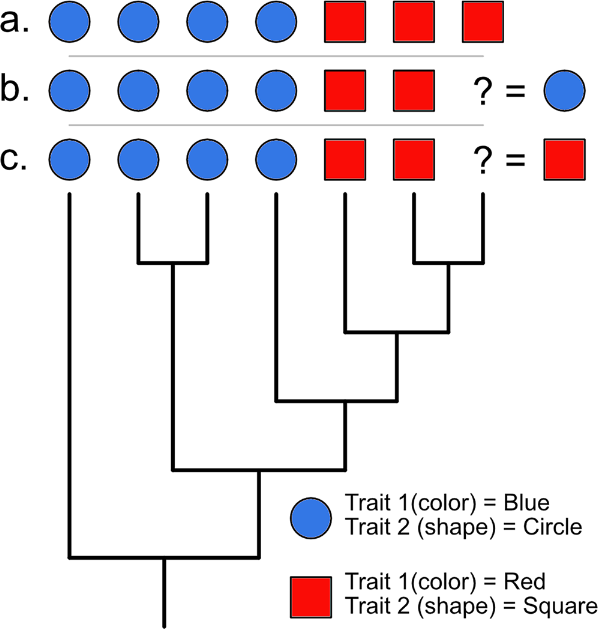 a.
b. ? =
c. ? =
Trait 1(color) = Blue
Trait 2 (shape) = Circle
Trait 1(color) = Red
Trait 2 (shape) = Square